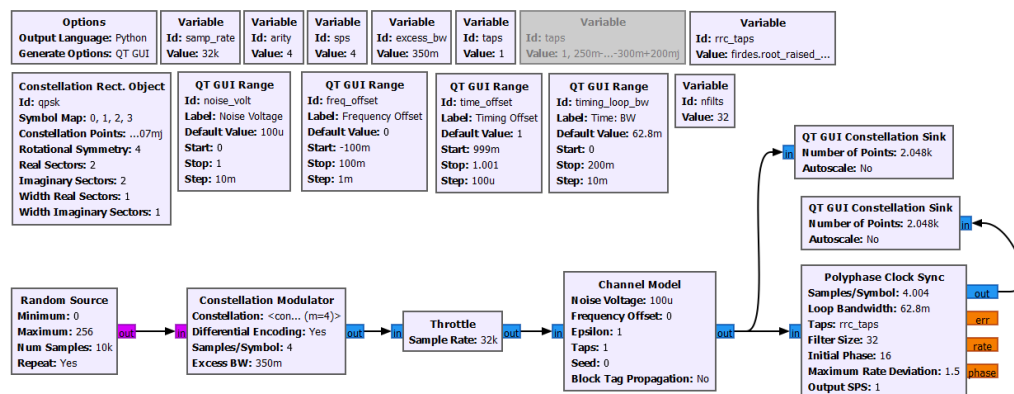 Options
Output Language: Python
Generate Options: QT GUI
Variable
Id: samp_rate
Value: 32k
Variable
Id: arity
Value: 4
Variable
Id: sps
Value: 4
Variable
Id: excess_bw
Value: 350m
Variable
Id: taps
Value: 1
Variable
Id: taps
Value: 1, 250m-...-300m+200mj
Variable
Id: rrc_taps
Value: firdes.root_raised_...
Constellation Rect. Object
Id: qpsk
Symbol Map: 0, 1, 2, 3
Constellation Points: ...07mj
Rotational Symmetry: 4
Real Sectors: 2
Imaginary Sectors: 2
Width Real Sectors: 1
Width Imaginary Sectors: 1
QT GUI Range
Id: noise_volt
Label: Noise Voltage
Default Value: 100u
Start: 0
Stop: 1
Step: 10m
QT GUI Range
Id: freq_offset
Label: Frequency Offset
Default Value: 0
Start: -100m
Stop: 100m
Step: 1m
QT GUI Range
Id: time_offset
Label: Timing Offset
Default Value: 1
Start: 999m
Stop: 1.001
Step: 100u
QT GUI Range
Id: timing_loop_bw
Label: Time: BW
Default Value: 62.8m
Start: 0
Stop: 200m
Step: 10m
Variable
Id: nfilts
Value: 32
in
QT GUI Constellation Sink
Number of Points: 2.048k
Autoscale: No
QT GUI Constellation Sink
Number of Points: 2.048k
Autoscale: No
in
Random Source
Minimum: 0
Maximum: 256
Num Samples: 10k
Repeat: Yes
out
in
Constellation Modulator
Constellation: <con... (m=4)>
Differential Encoding: Yes
Samples/Symbol: 4
Excess BW: 350m
out
in
Throttle
Sample Rate: 32k
out
in
Channel Model
Noise Voltage: 100u
Frequency Offset: 0
Epsilon: 1
Taps: 1
Seed: 0
Block Tag Propagation: No
out
in
Polyphase Clock Sync
Samples/Symbol: 4.004
Loop Bandwidth: 62.8m
Taps: rrc_taps
Filter Size: 32
Initial Phase: 16
Maximum Rate Deviation: 1.5
Output SPS: 1
out
err
rate
phase